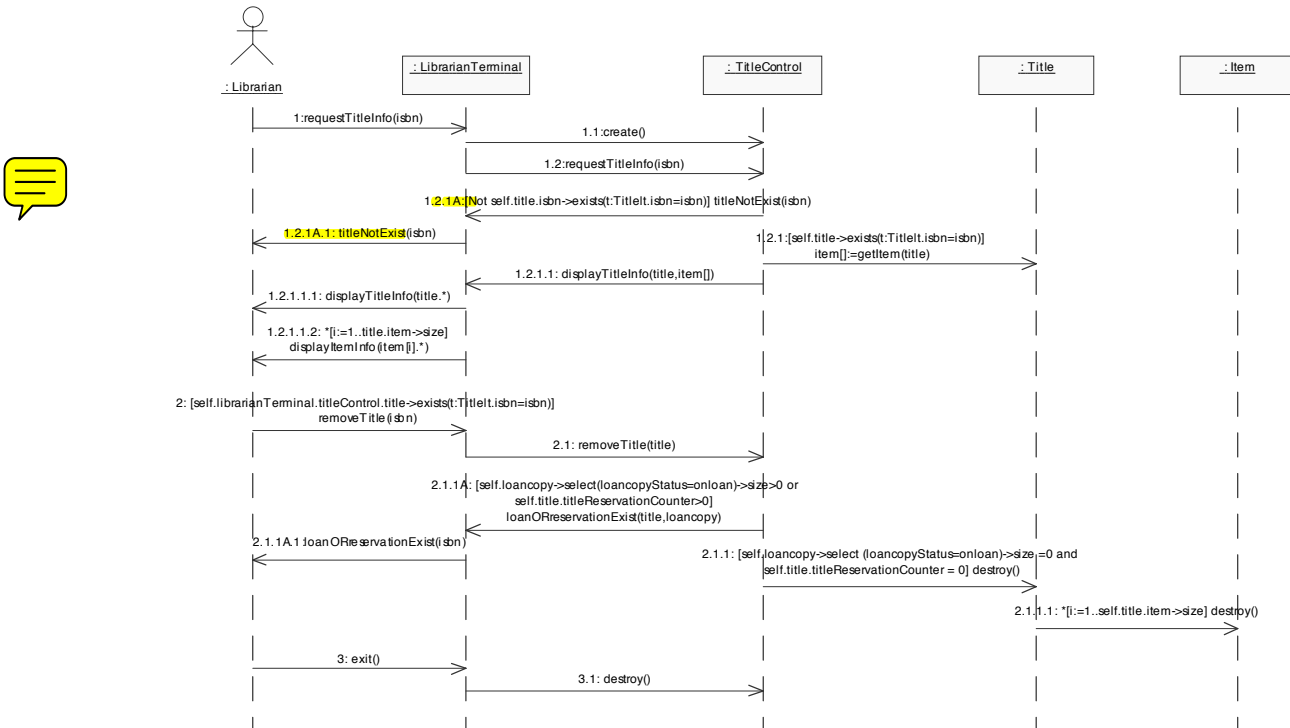 : Librarian
: LibrarianTerminal
: TitleControl
: Title
: Item
1:requestTitleInfo(isbn)
1.1:create()
1.2:requestTitleInfo(isbn)
1.2.1A:[Not self.title.isbn->exists(t:Titlelt.isbn=isbn)] titleNotExist(isbn)
1.2.1A.1: titleNotExist(isbn)
1.2.1:[self.title->exists(t:Titlelt.isbn=isbn)]
item[]:=getItem(title)
1.2.1.1: displayTitleInfo(title,item[])
1.2.1.1.1: displayTitleInfo(title.*)
1.2.1.1.2: *[i:=1..title.item->size]
displayItemInfo(item[i].*)
2: [self.librarianTerminal.titleControl.title->exists(t:Titlelt.isbn=isbn)]
removeTitle(isbn)
2.1: removeTitle(title)
2.1.1A: [self.loancopy->select(loancopyStatus=onloan)->size>0 or
self.title.titleReservationCounter>0]
loanORreservationExist(title,loancopy)
2.1.1A.1:loanORreservationExist(isbn)
2.1.1: [self.loancopy->select (loancopyStatus=onloan)->size =0 and
self.title.titleReservationCounter = 0] destroy()
2.1.1.1: *[i:=1..self.title.item->size] destroy()
3: exit()
3.1: destroy()